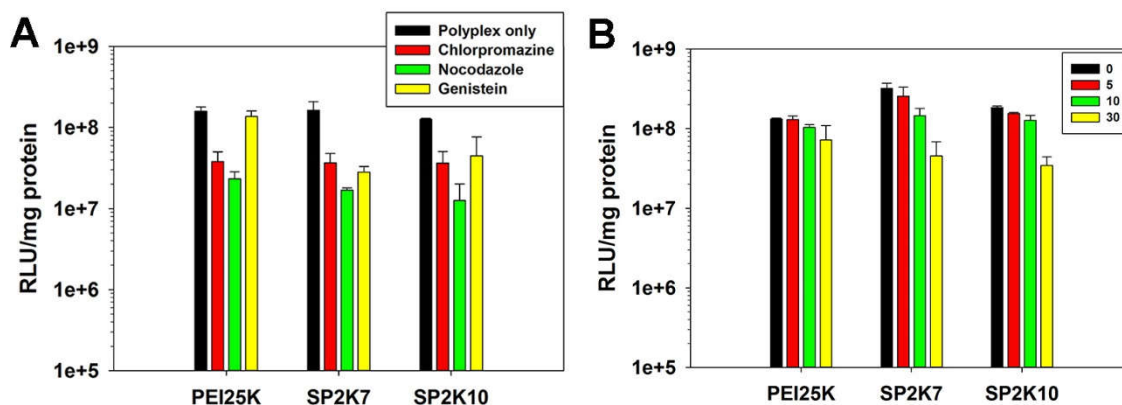 A
Polyplex only
Chlorpromazine
Nocodazole
Genistein
RLU/mg protein
1e+9
1e+8
1e+7
1e+6
1e+5
PEI25K SP2K7 SP2K10
B
0
5
10
30
RLU/mg protein
1e+9
1e+8
1e+7
1e+6
1e+5
PEI25K SP2K7 SP2K10